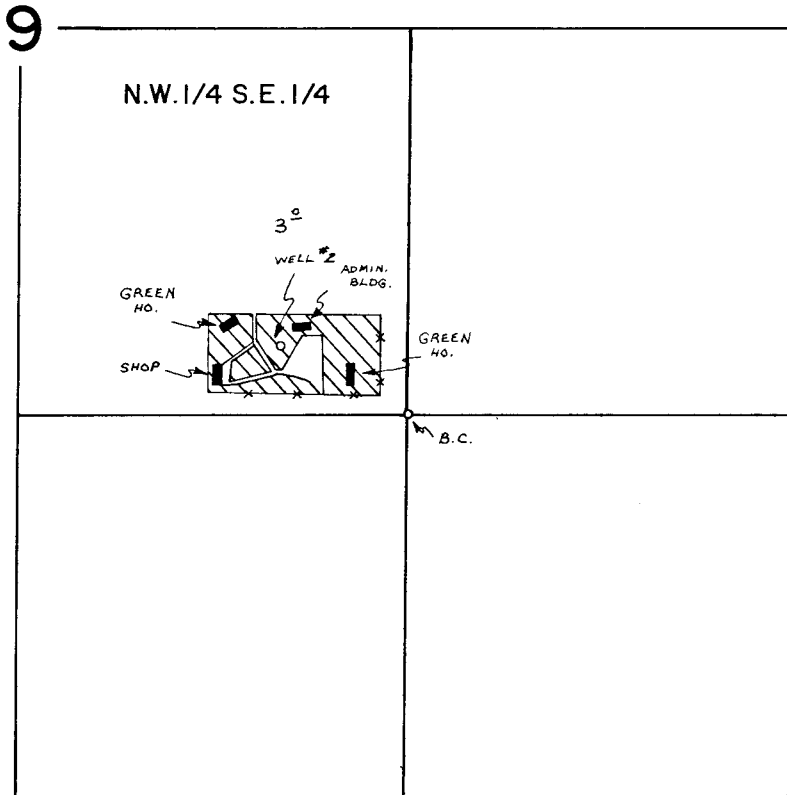 9
N.W.1/4 S.E.1/4
3º
WELL #2
ADMIN.
BLDG.
GREEN
HO.
GREEN
HO.
SHOP
B.C.